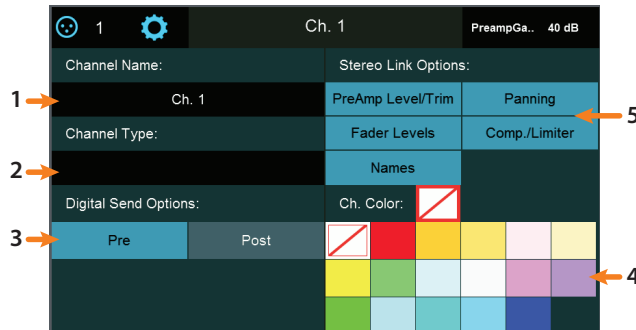 1 Ch. 1 PreampGa.. 40 dB
Channel Name: Stereo Link Options:
1 Ch. 1 PreAmp Level/Trim Panning 5
Channel Type: Fader Levels Comp./Limiter
2 Names
Digital Send Options: Ch. Color:
3 Pre Post
4